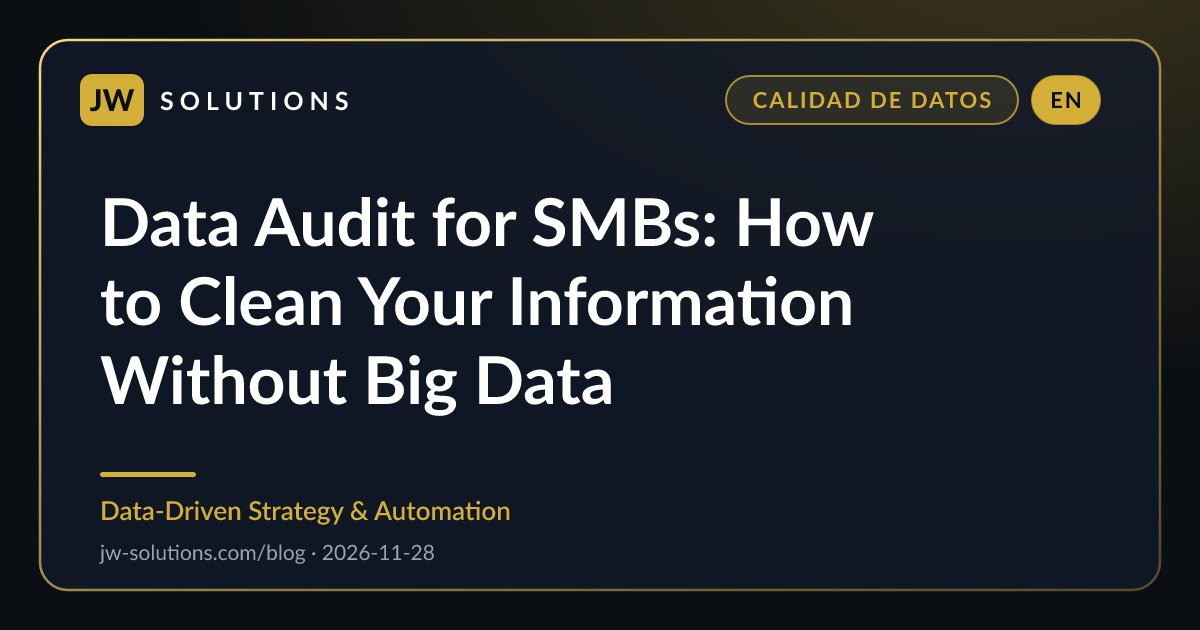 JW SOLUTIONS
CALIDAD DE DATOS
EN
Data Audit for SMBs: How
to Clean Your Information
Without Big Data
Data-Driven Strategy & Automation
jw-solutions.com/blog · 2026-11-28